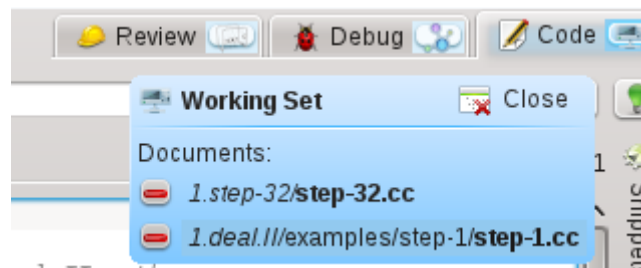 Review Debug Code
Working Set Close
Documents:
1
1.step-32/step-32.cc
1.deal.II/examples/step-1/step-1.cc